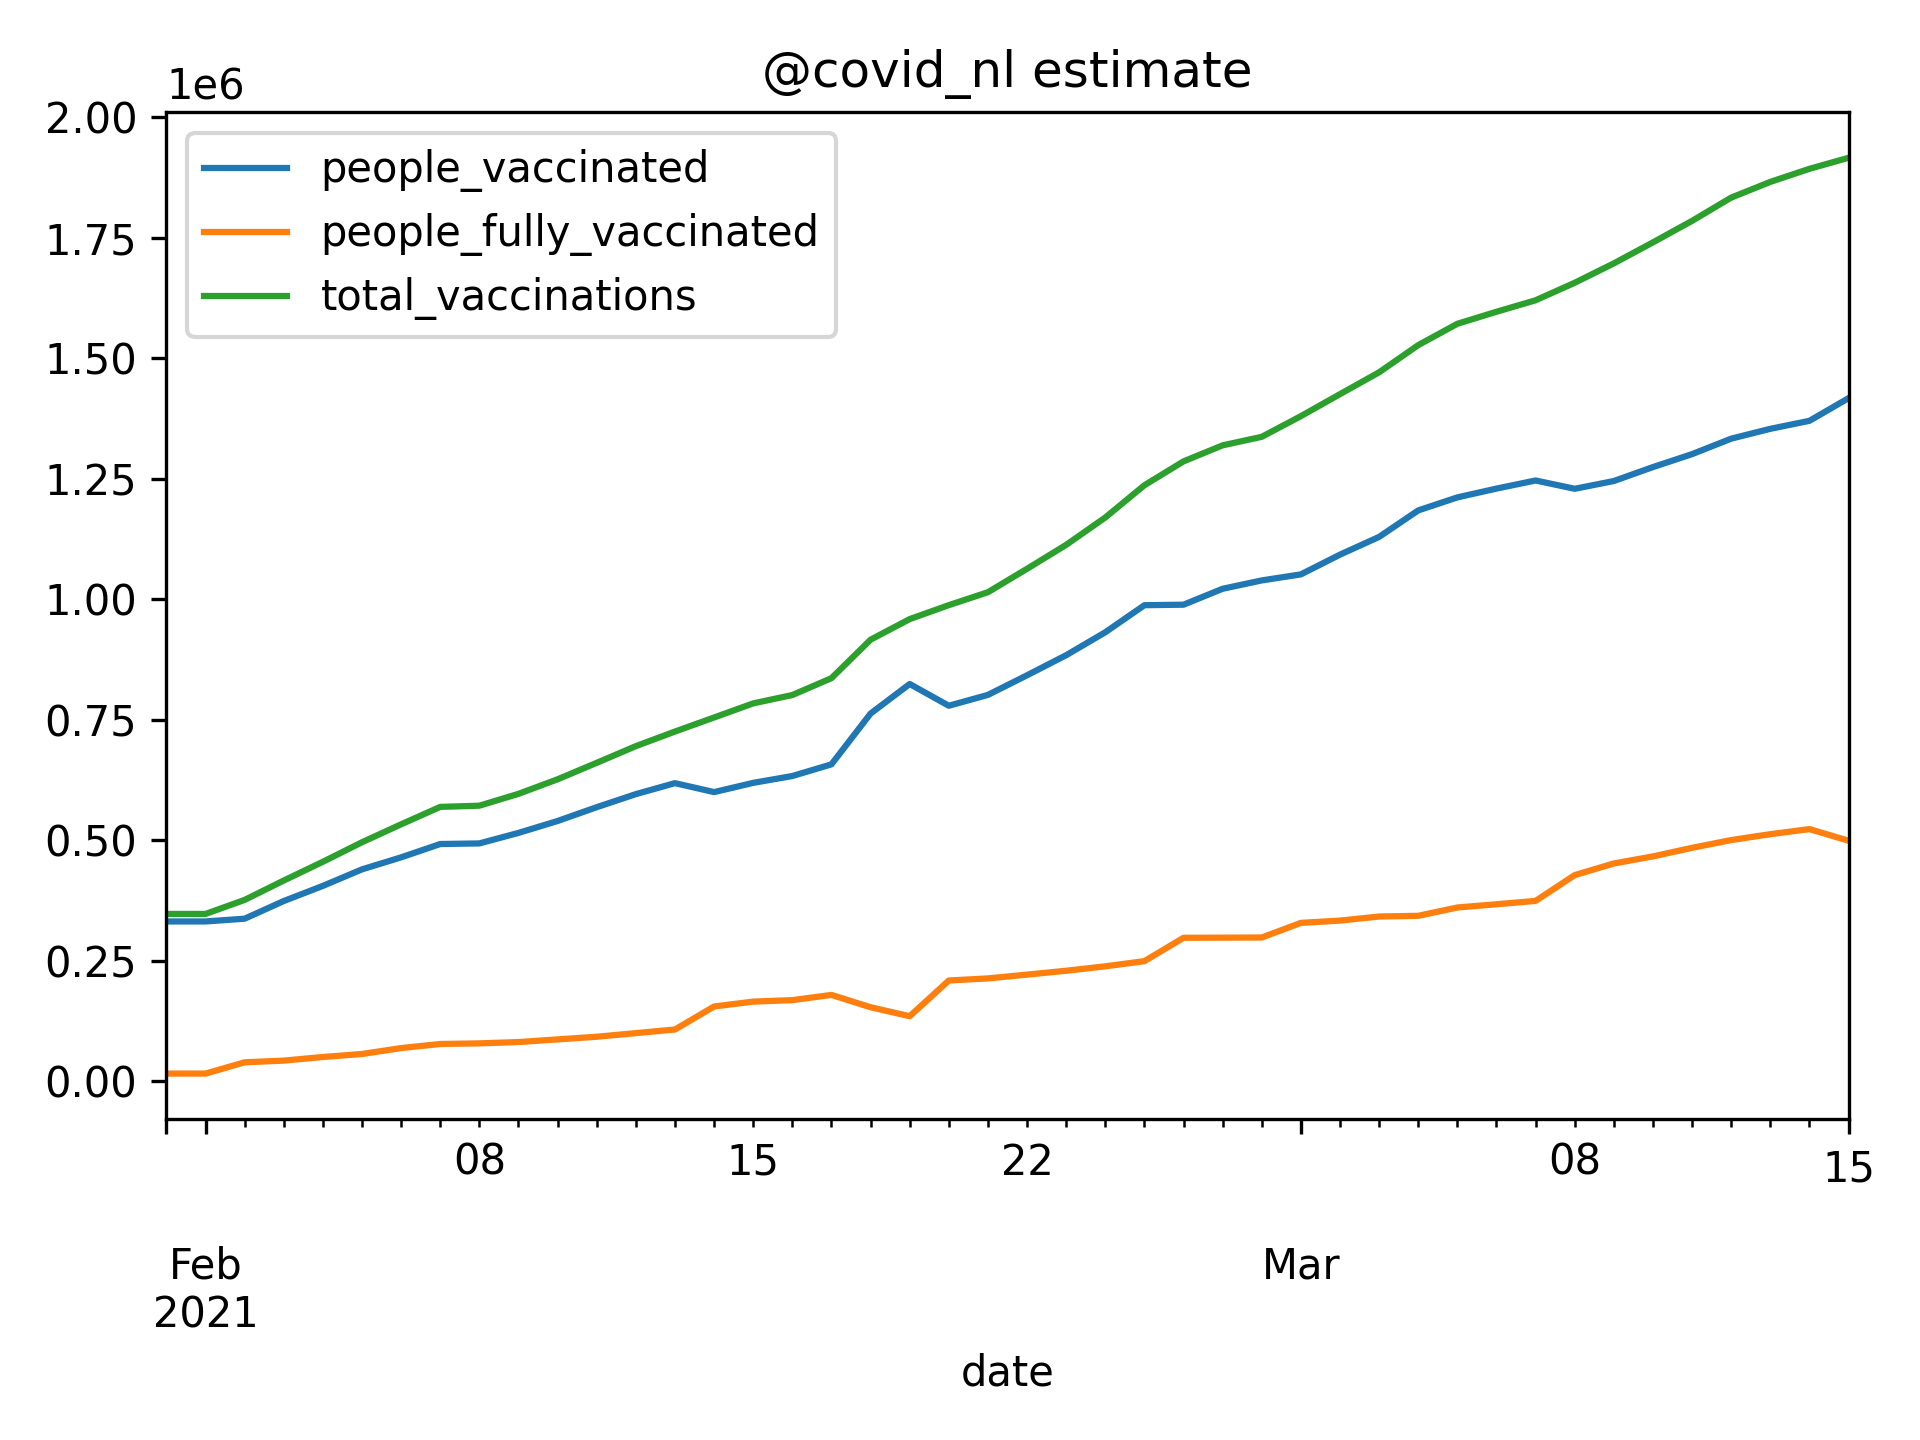 @covid_nl estimate
1e6
2.00
1.75
1.50
1.25
1.00
0.75
0.50
0.25
0.00
people_vaccinated
people_fully_vaccinated
total_vaccinations
08 15 22 08 15
Feb Mar
2021
date